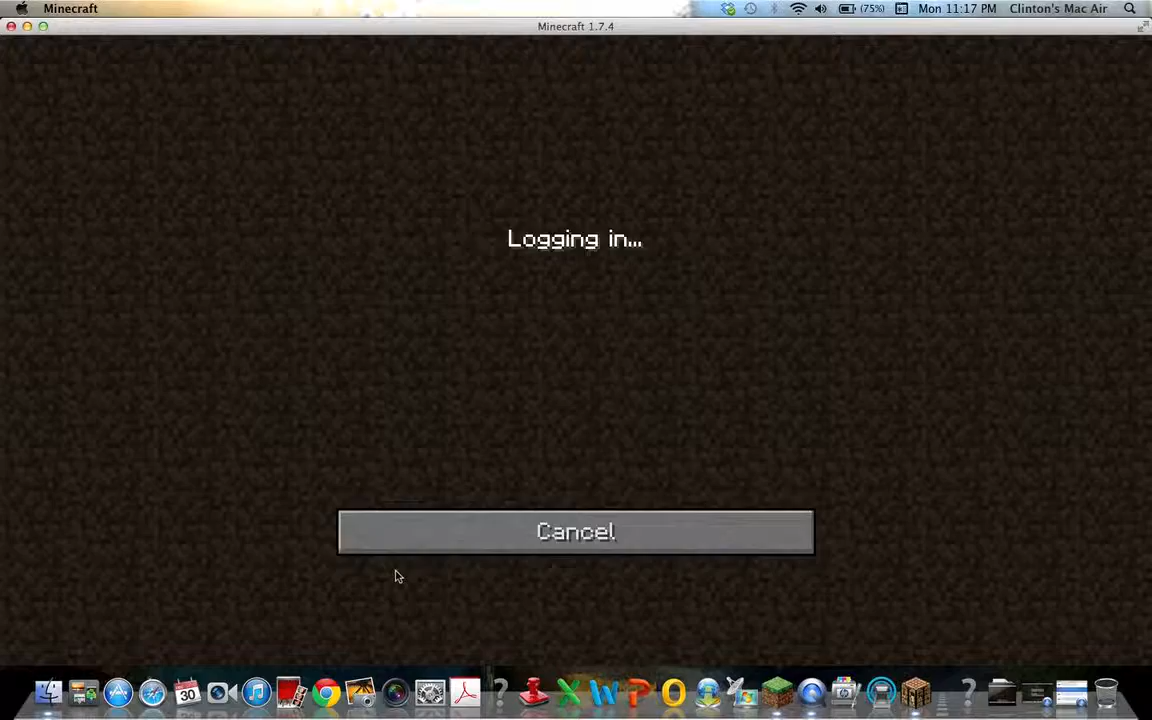 Minecraft
(75%)
Mon 11:17 PM
Clinton's Mac Air
Minecraft 1.7.4
Logging in...
Cancel
30